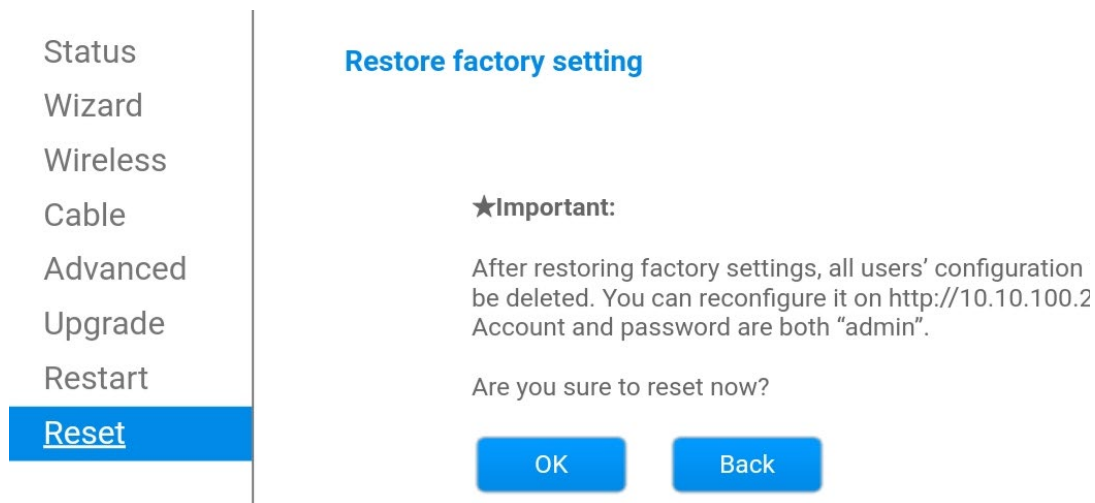 Status
Wizard
Wireless
Cable
Advanced
Upgrade
Restart
Reset
Restore factory setting
★Important:
After restoring factory settings, all users’ configuration
be deleted. You can reconfigure it on http://10.10.100.2
Account and password are both “admin”.
Are you sure to reset now?
OK
Back